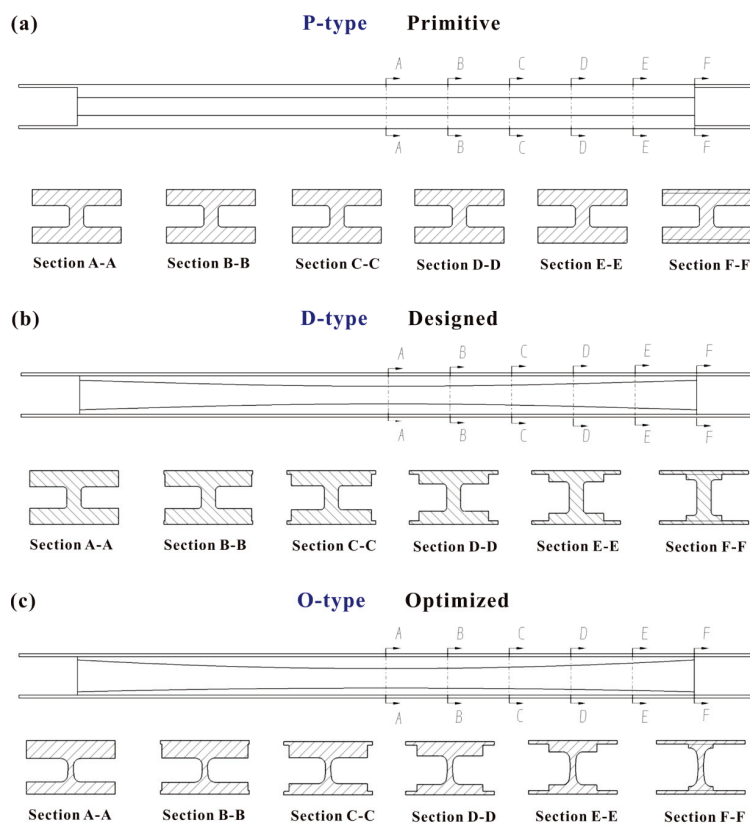 (a) P-type Primitive
A B C D E F
A B C D E F
Section A-A Section B-B Section C-C Section D-D Section E-E Section F-F
(b) D-type Designed
A B C D E F
A B C D E F
Section A-A Section B-B Section C-C Section D-D Section E-E Section F-F
(c) O-type Optimized
A B C D E F
A B C D E F
Section A-A Section B-B Section C-C Section D-D Section E-E Section F-F